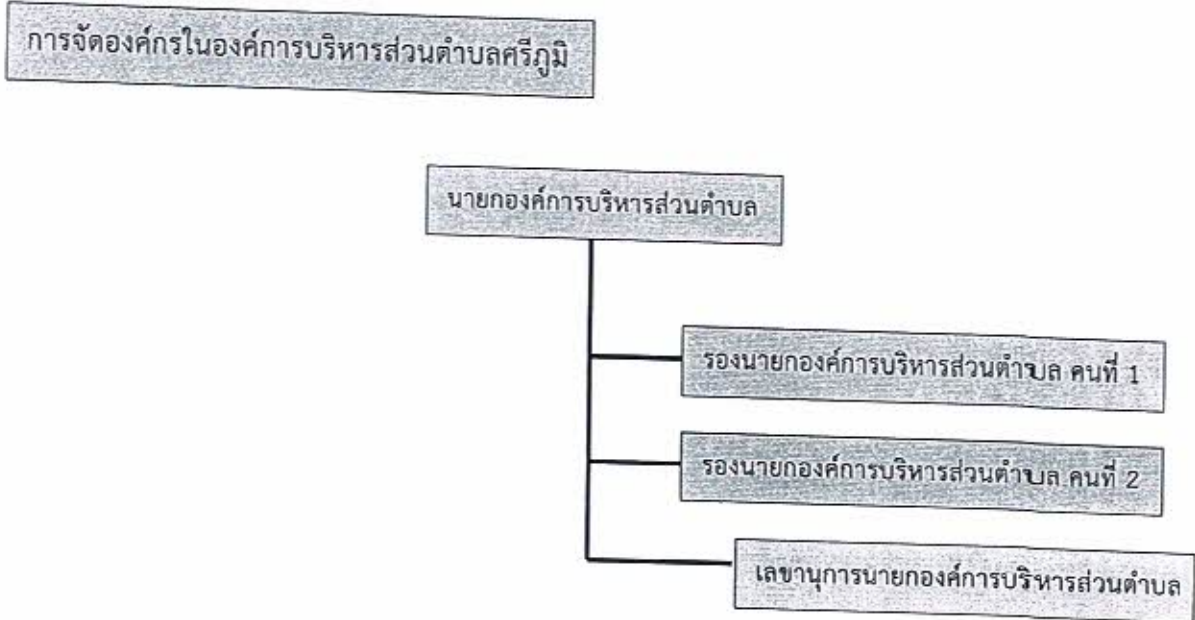 การจัดองค์กรในองค์การบริหารส่วนตำบลศรีภูมิ
นายกองค์การบริหารส่วนตำบล
รองนายกองค์การบริหารส่วนตำบล คนที่ 1
รองนายกองค์การบริหารส่วนตำบล คนที่ 2
เลขานุการนายกองค์การบริหารส่วนตำบล